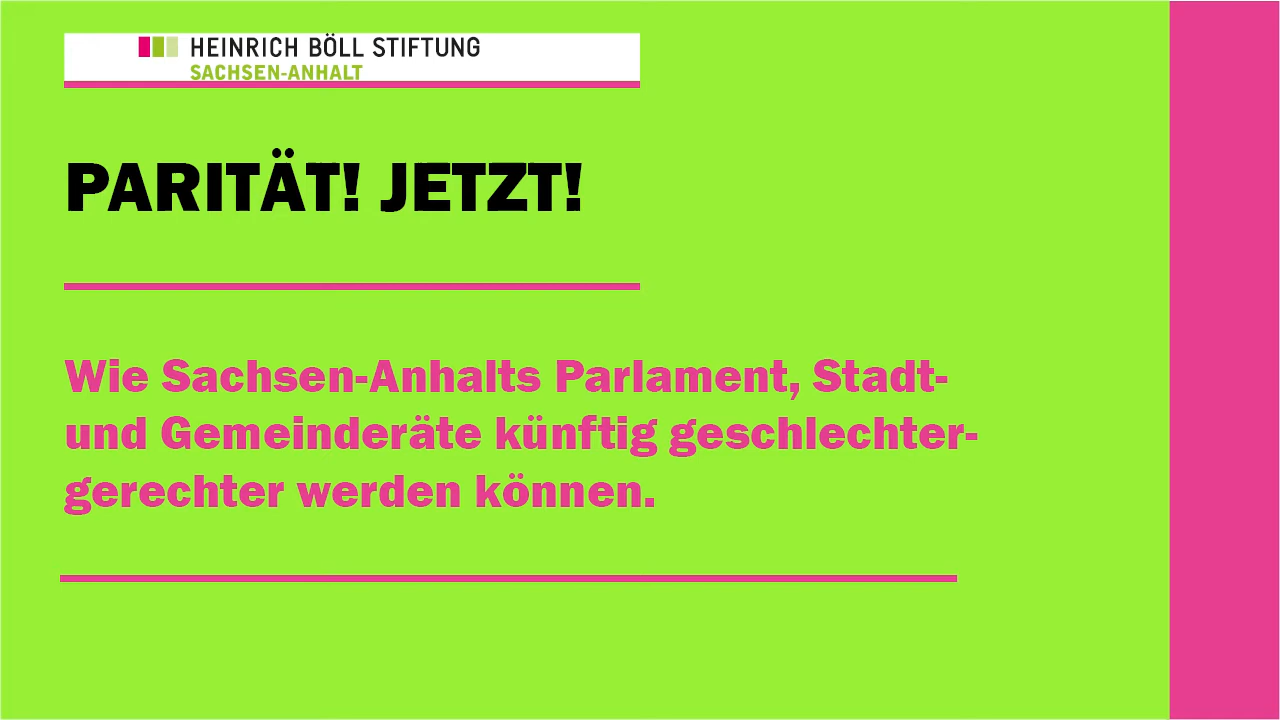 HEINRICH BÖLL STIFTUNG
SACHSEN-ANHALT
PARITÄT! JETZT!
Wie Sachsen-Anhalts Parlament, Stadt-
und Gemeinderäte künftig geschlechter-
gerechter werden können.